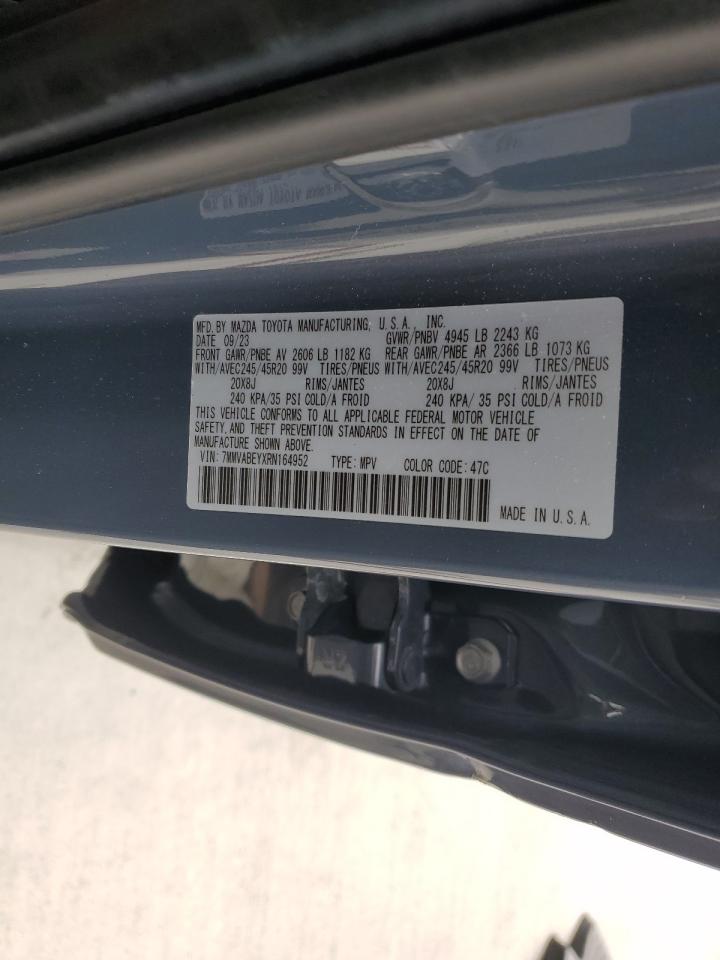 MFD. BY MAZDA TOYOTA MANUFACTURING, U.S.A., INC.
DATE 09/23 GVWR/PNBV 4945 LB 2243 KG
FRONT GAWR/PNBE AV 2606 LB 1182 KG REAR GAWR/PNBE AR 2366 LB 1073 KG
WITH/AVEC245/45R20 99V TIRES/PNEUS WITH/AVEC245/45R20 99V TIRES/PNEUS
20X8J RIMS/JANTES 20X8J RIMS/JANTES
240 KPA/35 PSI COLD/A FROID 240 KPA/ 35 PSI COLD/A FROID
THIS VEHICLE CONFORMS TO ALL APPLICABLE FEDERAL MOTOR VEHICLE
SAFETY, AND THEFT PREVENTION STANDARDS IN EFFECT ON THE DATE OF
MANUFACTURE SHOWN ABOVE.
VIN: 7MMVABEYXRN164952 TYPE: MPV COLOR CODE: 47C
MADE IN U.S.A.